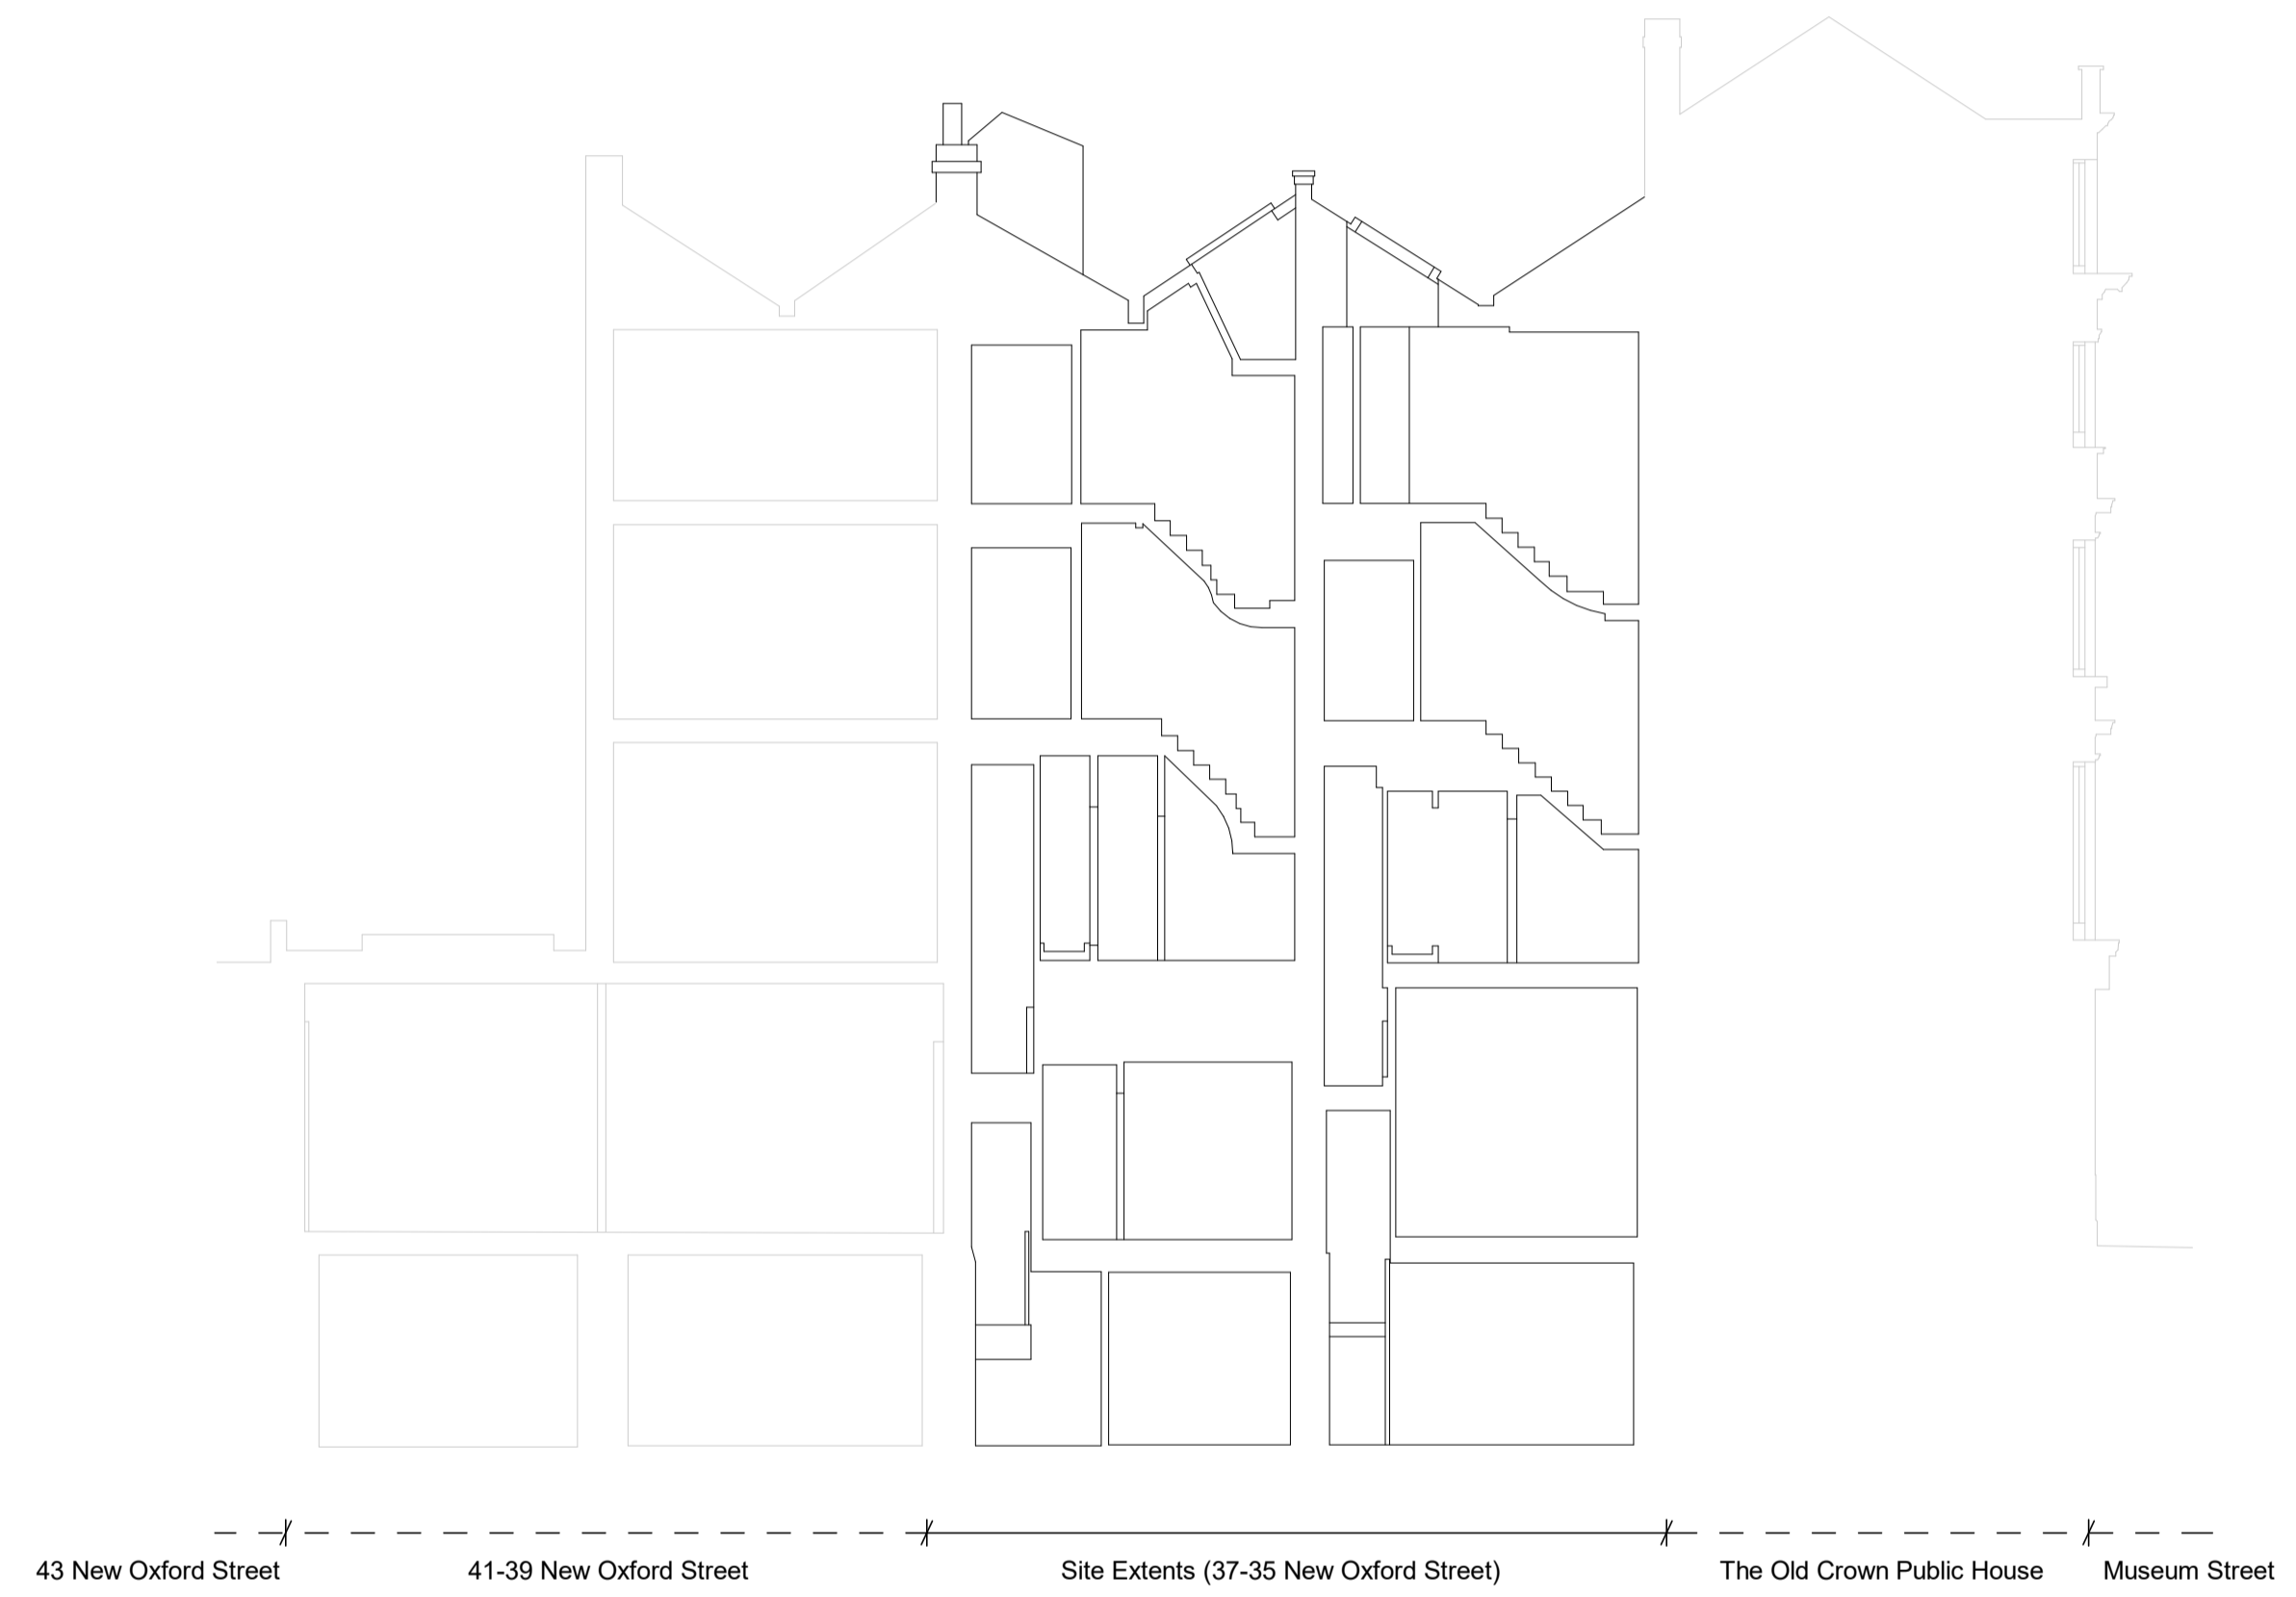 43 New Oxford Street
41-39 New Oxford Street
Site Extents (37-35 New Oxford Street)
The Old Crown Public House
Museum Street